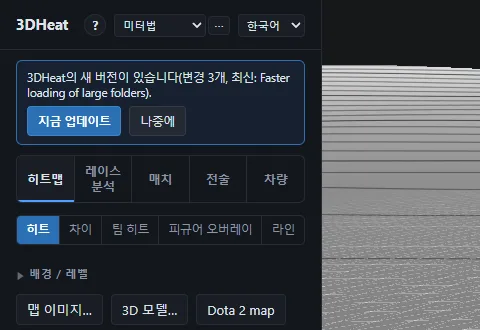 3DHeat ? 미터법 ... 한국어
3DHeat의 새 버전이 있습니다(변경 3개, 최신: Faster
loading of large folders).
지금 업데이트 나중에
히트맵 레이스 분석 매치 전술 차량
히트 차이 팀 히트 피규어 오버레이 라인
배경 / 레벨
맵 이미지... 3D 모델... Dota 2 map